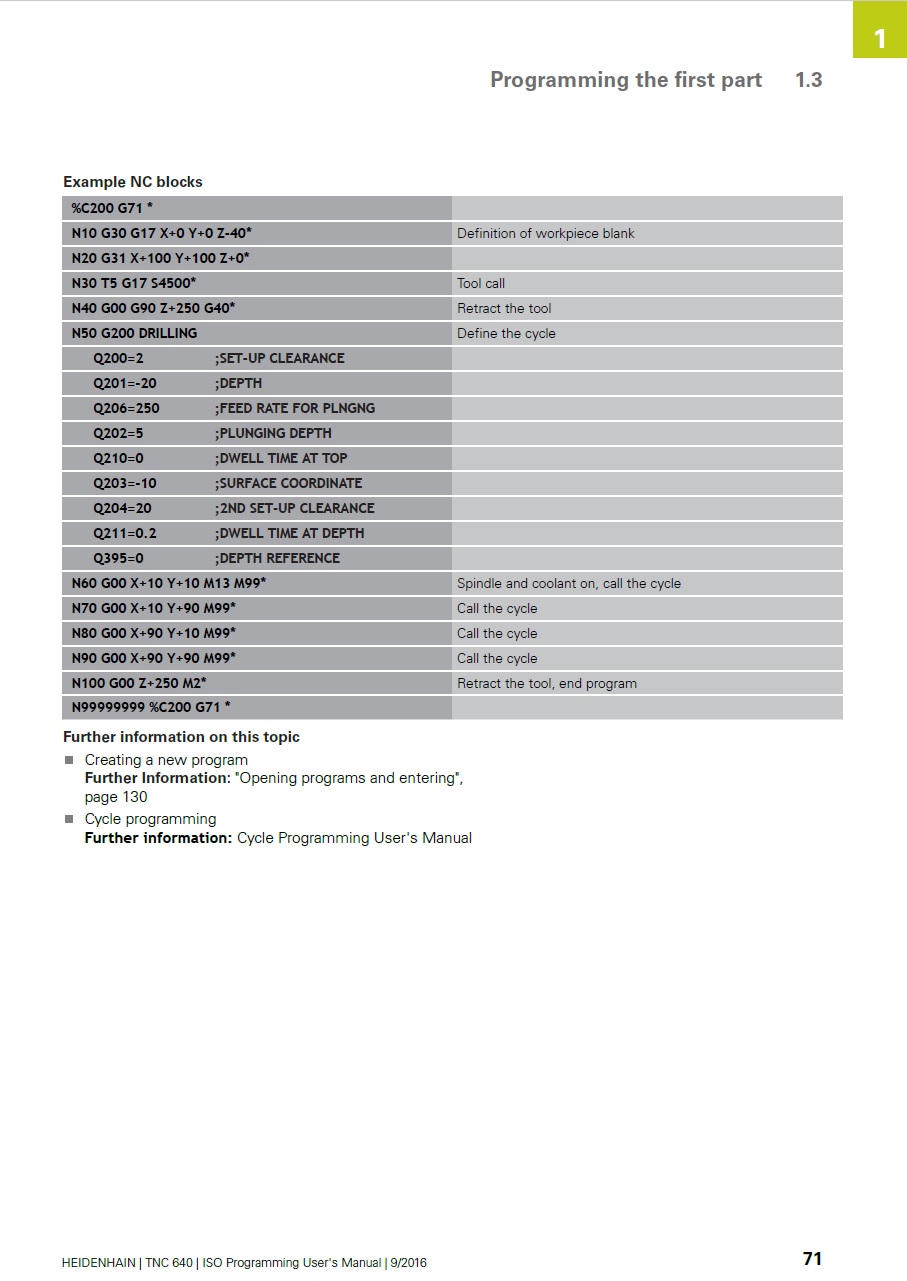 1
Programming the first part 1.3
Example NC blocks
%C200 G71 *
N10 G30 G17 X+0 Y+0 Z-40* Definition of workpiece blank
N20 G31 X+100 Y+100 Z+0*
N30 T5 G17 S4500* Tool call
N40 G00 G90 Z+250 G40* Retract the tool
N50 G200 DRILLING Define the cycle
Q200=2 ;SET-UP CLEARANCE
Q201=-20 ;DEPTH
Q206=250 ;FEED RATE FOR PLNGNG
Q202=5 ;PLUNGING DEPTH
Q210=0 ;DWELL TIME AT TOP
Q203=-10 ;SURFACE COORDINATE
Q204=20 ;2ND SET-UP CLEARANCE
Q211=0.2 ;DWELL TIME AT DEPTH
Q395=0 ;DEPTH REFERENCE
N60 G00 X+10 Y+10 M13 M99* Spindle and coolant on, call the cycle
N70 G00 X+10 Y+90 M99* Call the cycle
N80 G00 X+90 Y+10 M99* Call the cycle
N90 G00 X+90 Y+90 M99* Call the cycle
N100 G00 Z+250 M2* Retract the tool, end program
N99999999 %C200 G71 *
Further information on this topic
Creating a new program
Further Information: "Opening programs and entering",
page 130
Cycle programming
Further information: Cycle Programming User's Manual
HEIDENHAIN | TNC 640 | ISO Programming User's Manual | 9/2016 71